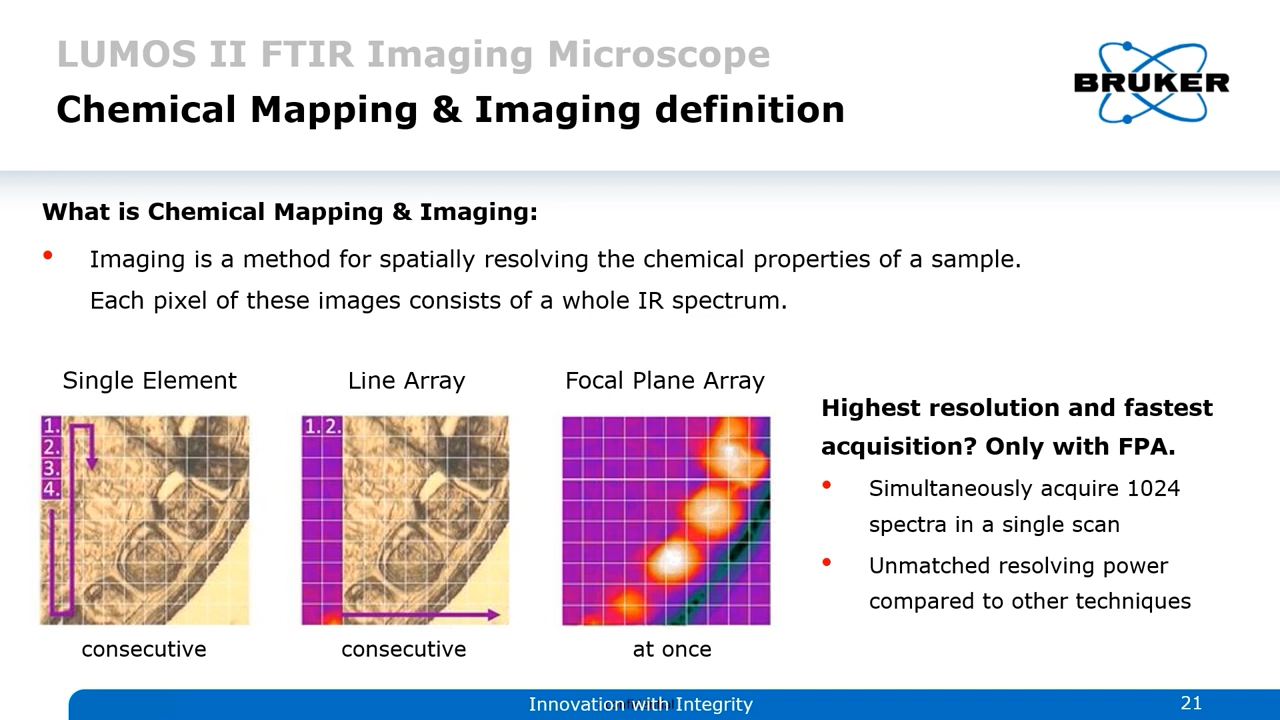 LUMOS II FTIR Imaging Microscope
Chemical Mapping & Imaging definition
BRUKER
What is Chemical Mapping & Imaging:
• Imaging is a method for spatially resolving the chemical properties of a sample.
Each pixel of these images consists of a whole IR spectrum.
Single Element
Line Array
Focal Plane Array
1.
2.
3.
4.
1. 2.
consecutive
consecutive
at once
Highest resolution and fastest
acquisition? Only with FPA.
• Simultaneously acquire 1024
spectra in a single scan
• Unmatched resolving power
compared to other techniques
Innovation with Integrity
21